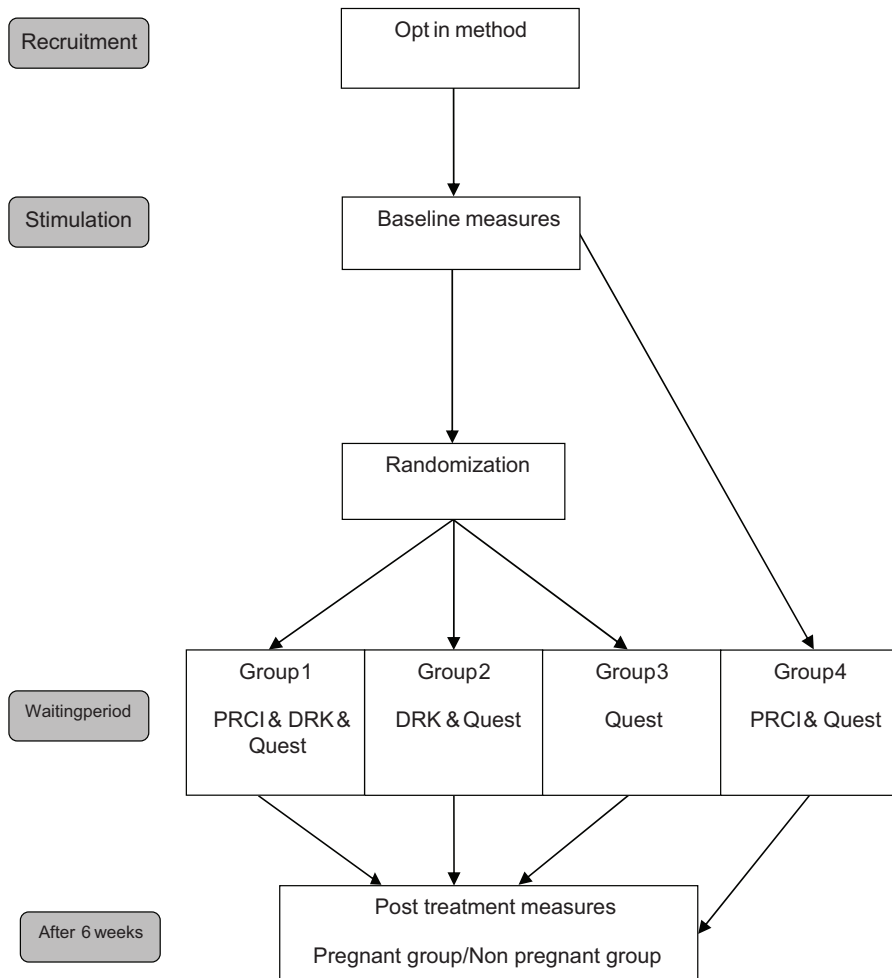 Recruitment
Opt in method
Stimulation
Baseline measures
Randomization
Waitingperiod
Group1
PRCI & DRK &
Quest
Group2
DRK & Quest
Group3
Quest
Group4
PRCI & Quest
After 6 weeks
Post treatment measures
Pregnant group/Non pregnant group